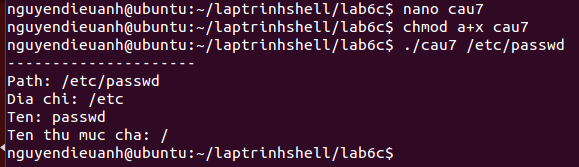 nguyendieuanh@ubuntu:~/laptrinhshell/lab6c$ nano cau7
nguyendieuanh@ubuntu:~/laptrinhshell/lab6c$ chmod a+x cau7
nguyendieuanh@ubuntu:~/laptrinhshell/lab6c$ ./cau7 /etc/passwd
---------------------
Path: /etc/passwd
Dia chi: /etc
Ten: passwd
Ten thu muc cha: /
nguyendieuanh@ubuntu:~/laptrinhshell/lab6c$